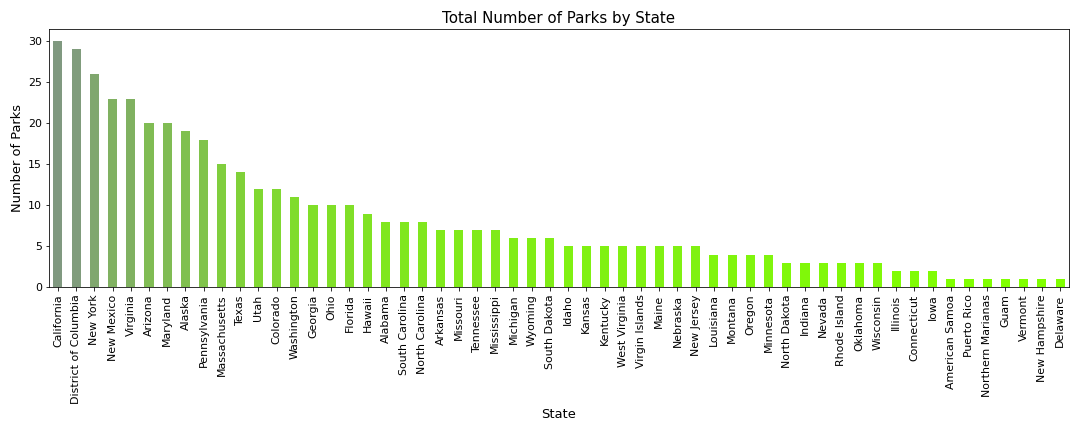 Total Number of Parks by State
Number of Parks
30
25
20
15
10
5
0
California
District of Columbia
New York
New Mexico
Virginia
Arizona
Maryland
Alaska
Pennsylvania
Massachusetts
Texas
Utah
Colorado
Washington
Georgia
Ohio
Florida
Hawaii
Alabama
South Carolina
North Carolina
Arkansas
Missouri
Tennessee
Mississippi
Michigan
Wyoming
South Dakota
Idaho
Kansas
Kentucky
West Virginia
Virgin Islands
Maine
Nebraska
New Jersey
Louisiana
Montana
Oregon
Minnesota
North Dakota
Indiana
Nevada
Rhode Island
Oklahoma
Wisconsin
Illinois
Connecticut
Iowa
American Samoa
Puerto Rico
Northern Marianas
Guam
Vermont
New Hampshire
Delaware
State